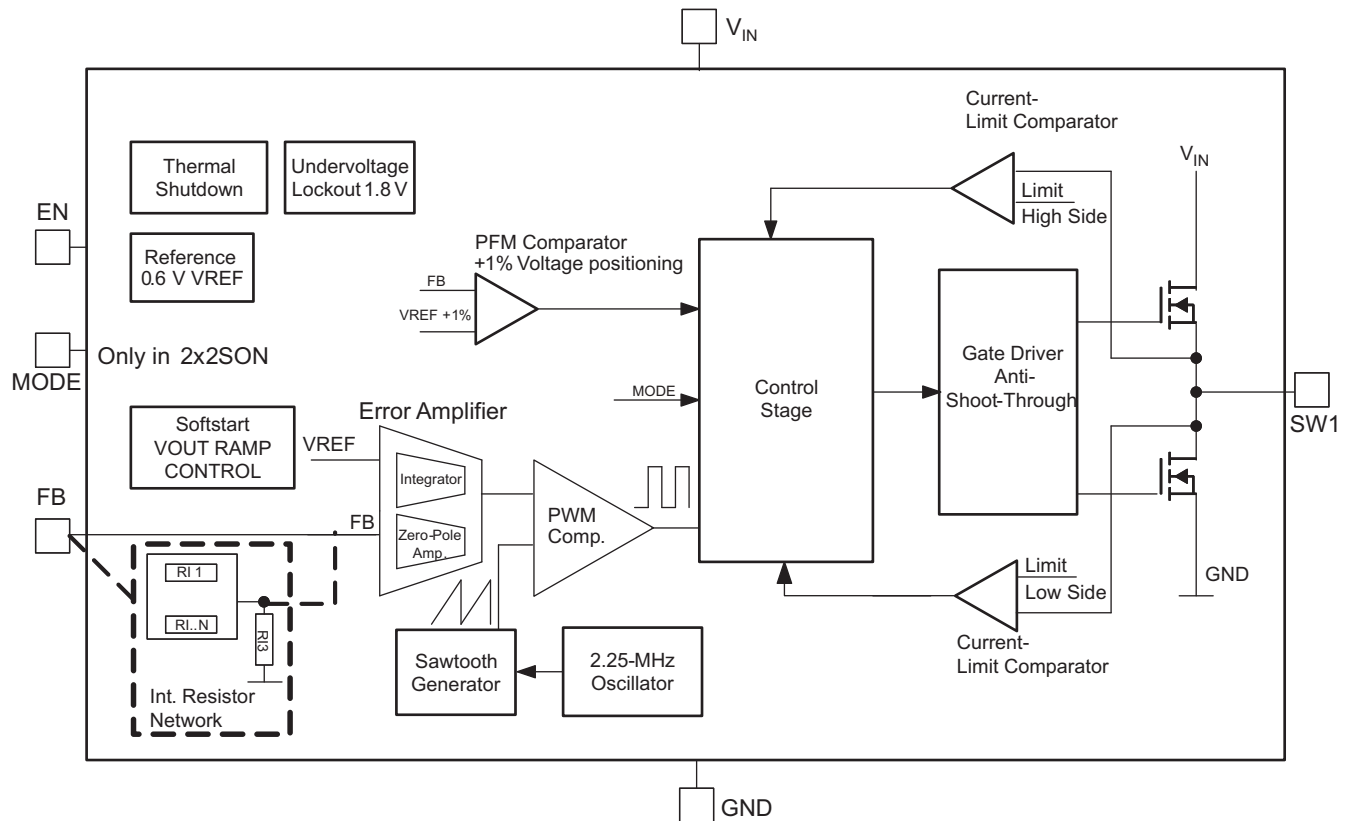 VIN
Current-
Limit Comparator
VIN
Thermal
Shutdown
Undervoltage
Lockout 1.8 V
Limit
High Side
EN
Reference
0.6 V VREF
PFM Comparator
+1% Voltage positioning
FB
VREF +1%
MODE
Only in 2x2SON
MODE
Control
Stage
Gate Driver
Anti-
Shoot-Through
SW1
Softstart
VOUT RAMP
CONTROL
Error Amplifier
VREF
Integrator
FB
FB
Zero-Pole
Amp.
PWM
Comp.
RI 1
RI..N
RI3
Int. Resistor
Network
Sawtooth
Generator
2.25-MHz
Oscillator
Limit
Low Side
GND
Current-
Limit Comparator
GND